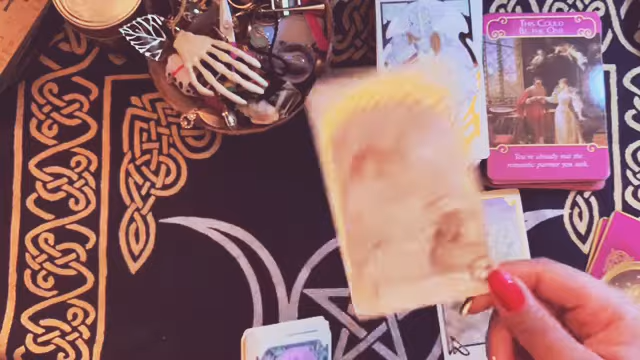 THIS COULD
BE THE ONE
You've already met the
romantic partner you seek.